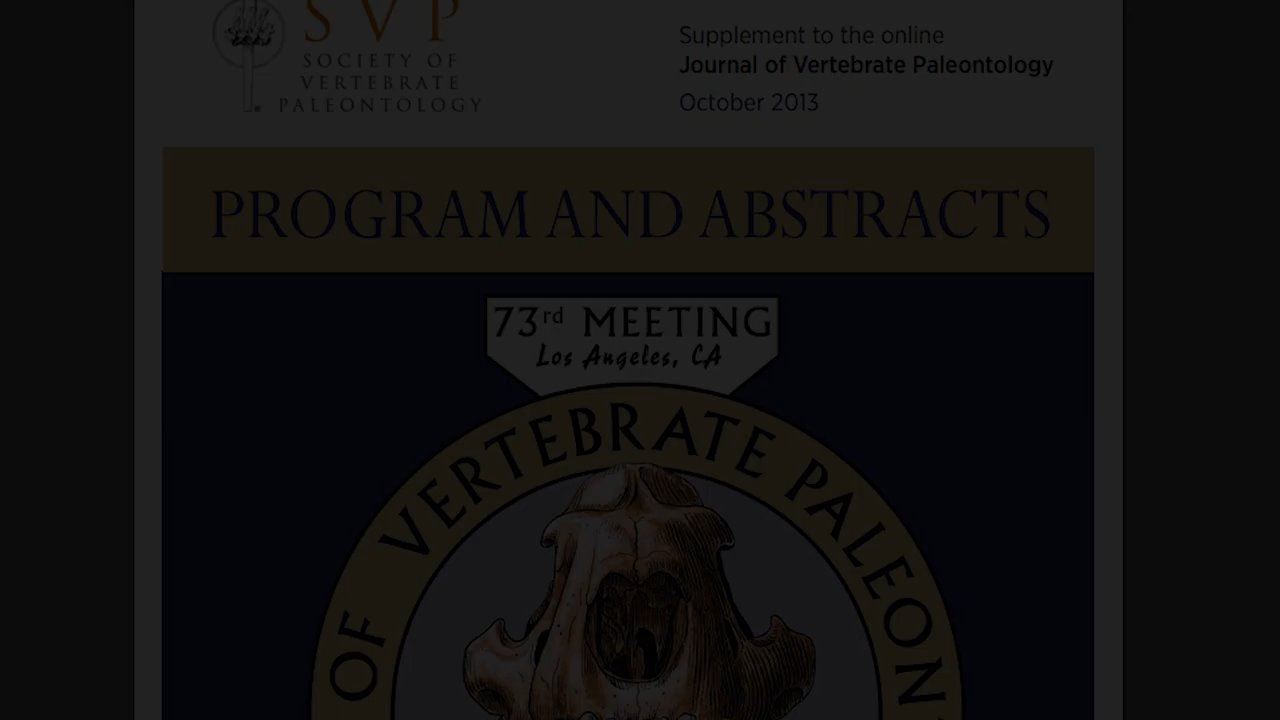 SVP
SOCIETY OF
VERTEBRATE
PALEONTOLOGY
Supplement to the online
Journal of Vertebrate Paleontology
October 2013
PROGRAM AND ABSTRACTS
73rd MEETING
Los Angeles, CA
OF VERTEBRATE PALEON